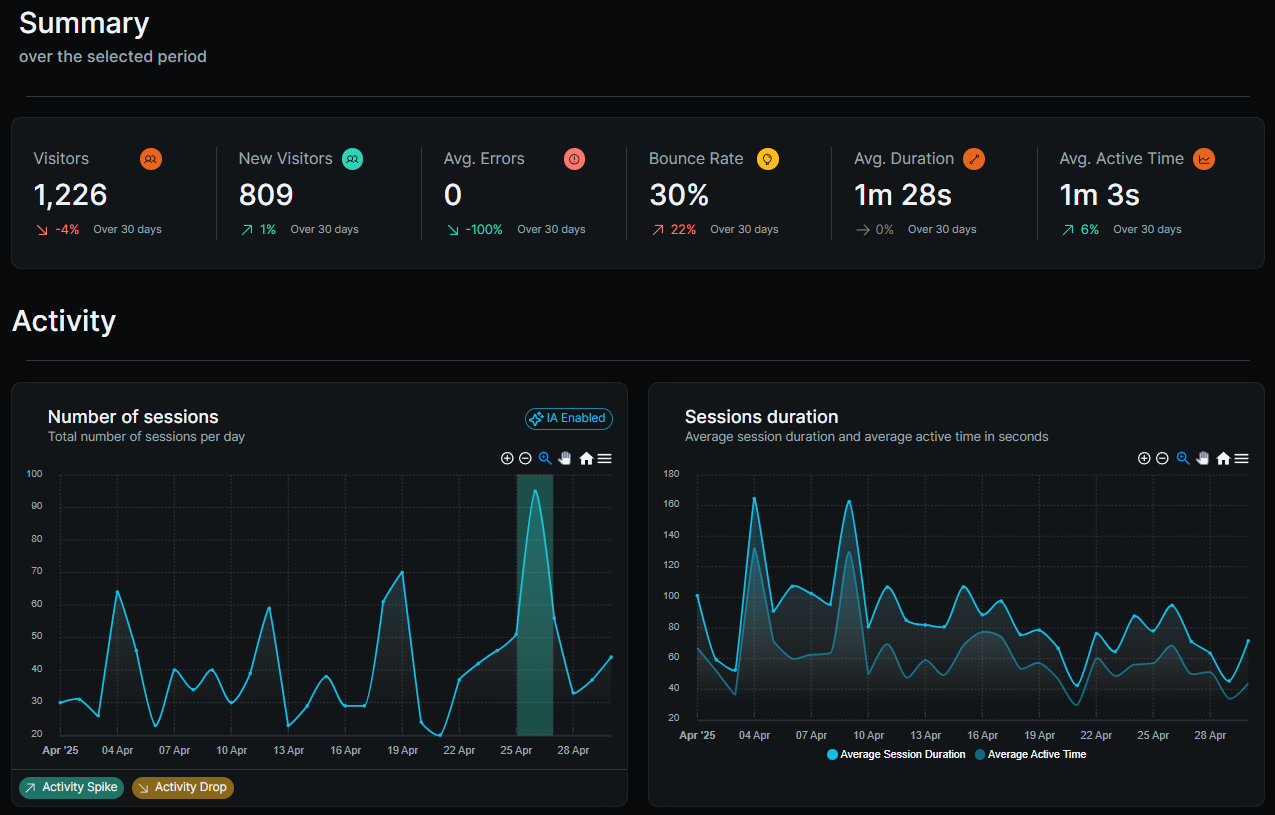 Summary
over the selected period
Visitors
1,226
-4% Over 30 days
New Visitors
809
1% Over 30 days
Avg. Errors
0
-100% Over 30 days
Bounce Rate
30%
22% Over 30 days
Avg. Duration
1m 28s
0% Over 30 days
Avg. Active Time
1m 3s
6% Over 30 days
Activity
Number of sessions
Total number of sessions per day
IA Enabled
100
90
80
70
60
50
40
30
20
Apr '25 04 Apr 07 Apr 10 Apr 13 Apr 16 Apr 19 Apr 22 Apr 25 Apr 28 Apr
Activity Spike
Activity Drop
Sessions duration
Average session duration and average active time in seconds
180
160
140
120
100
80
60
40
20
Apr '25 04 Apr 07 Apr 10 Apr 13 Apr 16 Apr 19 Apr 22 Apr 25 Apr 28 Apr
Average Session Duration Average Active Time